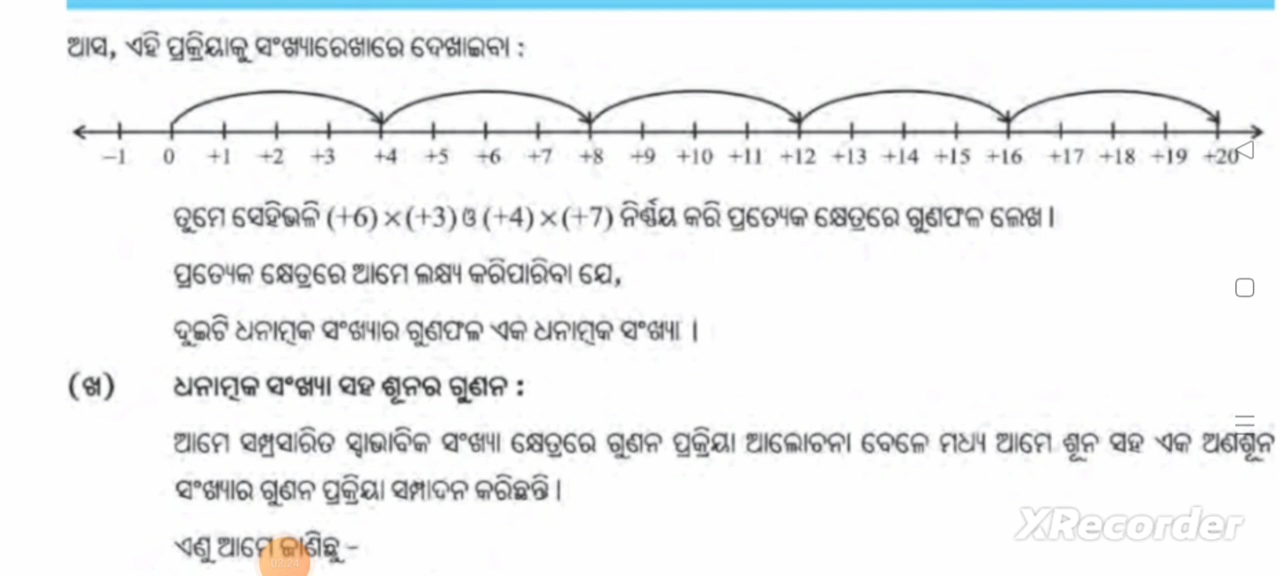 ଆସ, ଏହି ପ୍ରକ୍ରିୟାକୁ ସଂଖ୍ୟାରେଖାରେ ଦେଖାଇବା :
–1 0 +1 +2 +3 +4 +5 +6 +7 +8 +9 +10 +11 +12 +13 +14 +15 +16 +17 +18 +19 +20
ତୁମେ ସେହିଭଳି (+6) × (+3) ଓ (+4) × (+7) ନିର୍ଣ୍ଣୟ କରି ପ୍ରତ୍ୟେକ କ୍ଷେତ୍ରରେ ଗୁଣଫଳ ଲେଖ ।
ପ୍ରତ୍ୟେକ କ୍ଷେତ୍ରରେ ଆମେ ଲକ୍ଷ୍ୟ କରିପାରିବା ଯେ,
ଦୁଇଟି ଧନାତ୍ମକ ସଂଖ୍ୟାର ଗୁଣଫଳ ଏକ ଧନାତ୍ମକ ସଂଖ୍ୟା ।
(ଖ) ଧନାତ୍ମକ ସଂଖ୍ୟା ସହ ଶୂନର ଗୁଣନ :
ଆମେ ସମ୍ପ୍ରସାରିତ ସ୍ୱାଭାବିକ ସଂଖ୍ୟା କ୍ଷେତ୍ରରେ ଗୁଣନ ପ୍ରକ୍ରିୟା ଆଲୋଚନା ବେଳେ ମଧ୍ୟ ଆମେ ଶୂନ ସହ ଏକ ଅଣଶୂନ
ସଂଖ୍ୟାର ଗୁଣନ ପ୍ରକ୍ରିୟା ସମ୍ପାଦନ କରିଛନ୍ତି ।
XRecorder
ଏଣୁ ଆମେ ଜାଣିଛୁ –
02:24